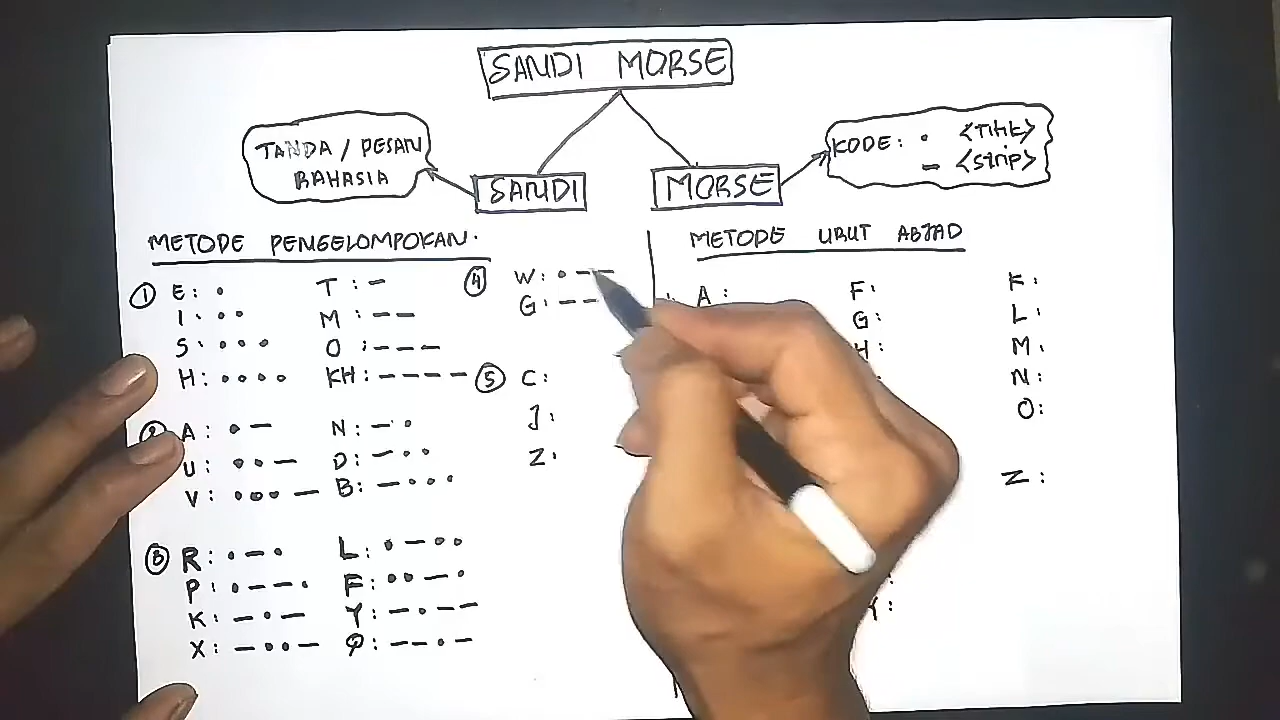 SANDI MORSE
TANDA / PESAN
RAHASIA
SANDI
MORSE
KODE: • <Titik>
– <Strip>
METODE PENGELOMPOKAN.
① E: •
I: • •
S: • • •
H: • • • •
T: –
M: – –
O: – – –
KH: – – – –
② A: • –
U: • • –
V: • • • –
N: – •
D: – • •
B: – • • •
③ R: • – •
P: • – – •
K: – • –
X: – • • –
L: • – • •
F: • • – •
Y: – • – –
Q: – – • –
④ W: • – –
G: – –
⑤ C:
J:
Z:
METODE URUT ABJAD
A:
F:
G:
H:
Y:
K:
L:
M:
N:
O:
Z: